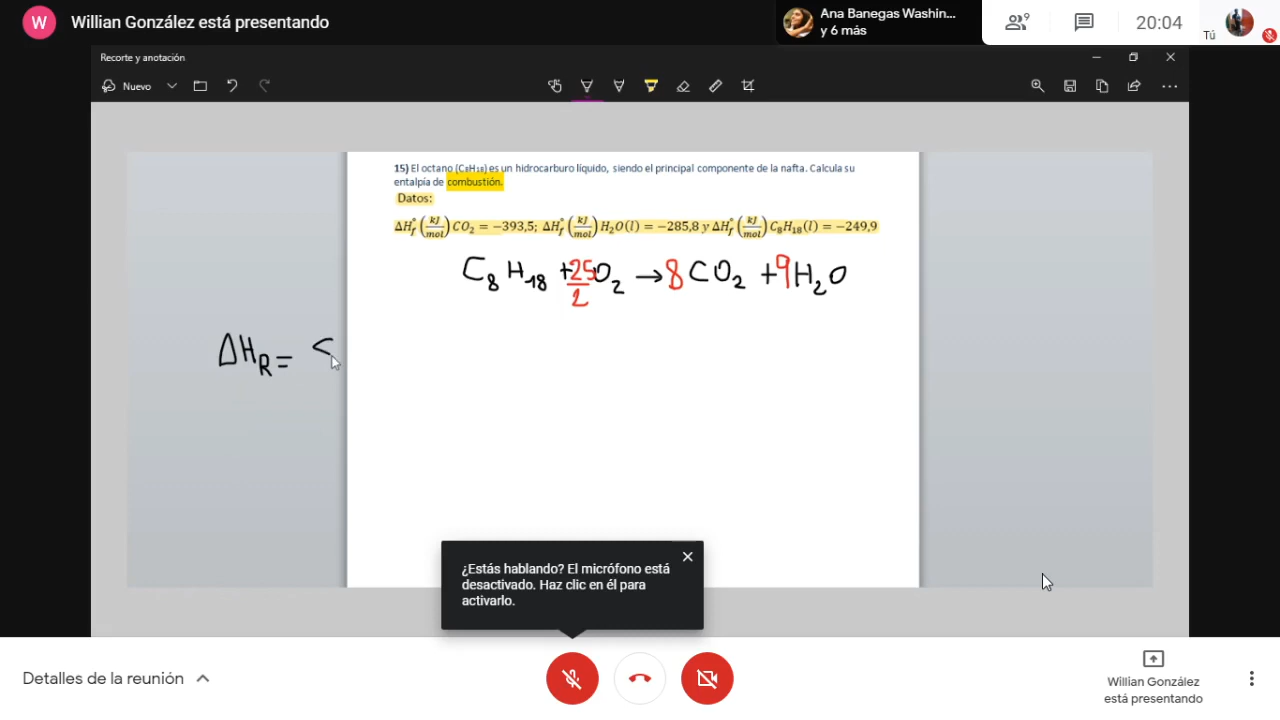 W Willian González está presentando
Ana Banegas Washin...
y 6 más
9
20:04
Tú
Recorte y anotación
Nuevo
15) El octano (C₈H₁₈) es un hidrocarburo líquido, siendo el principal componente de la nafta. Calcula su
entalpía de combustión.
Datos:
ΔH°f (kJ/mol) CO₂ = −393,5; ΔH°f (kJ/mol) H₂O(l) = −285,8 y ΔH°f (kJ/mol) C₈H₁₈(l) = −249,9
C₈H₁₈ + 25/2 O₂ → 8 CO₂ + 9 H₂O
ΔH_R =
¿Estás hablando? El micrófono está
desactivado. Haz clic en él para
activarlo.
Detalles de la reunión
Willian González
está presentando